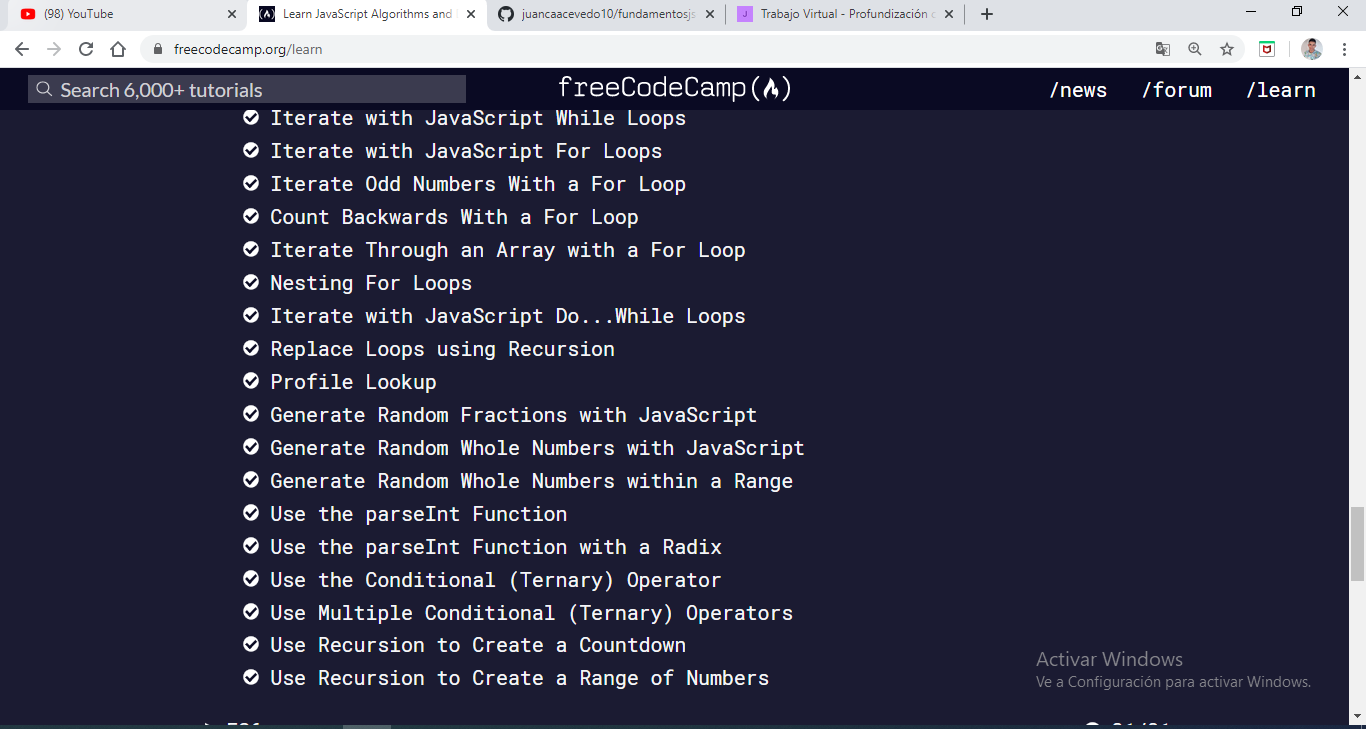 (98) YouTube
Learn JavaScript Algorithms and
juancaacevedo10/fundamentosjs
Trabajo Virtual - Profundización
freecodecamp.org/learn
Search 6,000+ tutorials
freeCodeCamp
/news
/forum
/learn
Iterate with JavaScript While Loops
Iterate with JavaScript For Loops
Iterate Odd Numbers With a For Loop
Count Backwards With a For Loop
Iterate Through an Array with a For Loop
Nesting For Loops
Iterate with JavaScript Do...While Loops
Replace Loops using Recursion
Profile Lookup
Generate Random Fractions with JavaScript
Generate Random Whole Numbers with JavaScript
Generate Random Whole Numbers within a Range
Use the parseInt Function
Use the parseInt Function with a Radix
Use the Conditional (Ternary) Operator
Use Multiple Conditional (Ternary) Operators
Use Recursion to Create a Countdown
Use Recursion to Create a Range of Numbers
Activar Windows
Ve a Configuración para activar Windows.